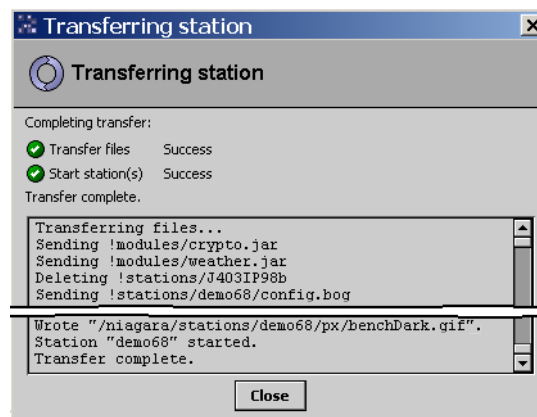 Transferring station
Transferring station
Completing transfer:
Transfer files Success
Start station(s) Success
Transfer complete.
Transferring files...
Sending !modules/crypto.jar
Sending !modules/weather.jar
Deleting !stations/J403IP98b
Sending !stations/demo68/config.bog
Wrote "/niagara/stations/demo68/px/benchDark.gif".
Station "demo68" started.
Transfer complete.
Close